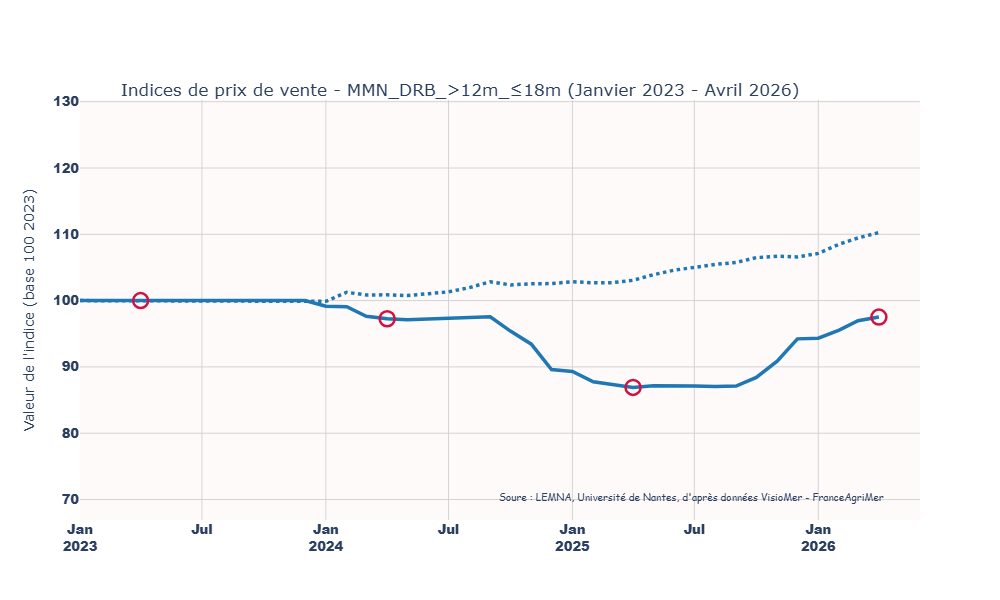 Indices de prix de vente - MMN_DRB_>12m_≤18m (Janvier 2023 - Avril 2026)
Valeur de l'indice (base 100 2023)
130
120
110
100
90
80
70
Soure : LEMNA, Université de Nantes, d'après données VisioMer - FranceAgriMer
Jan Jul Jan Jul Jan Jul Jan
2023 2024 2025 2026